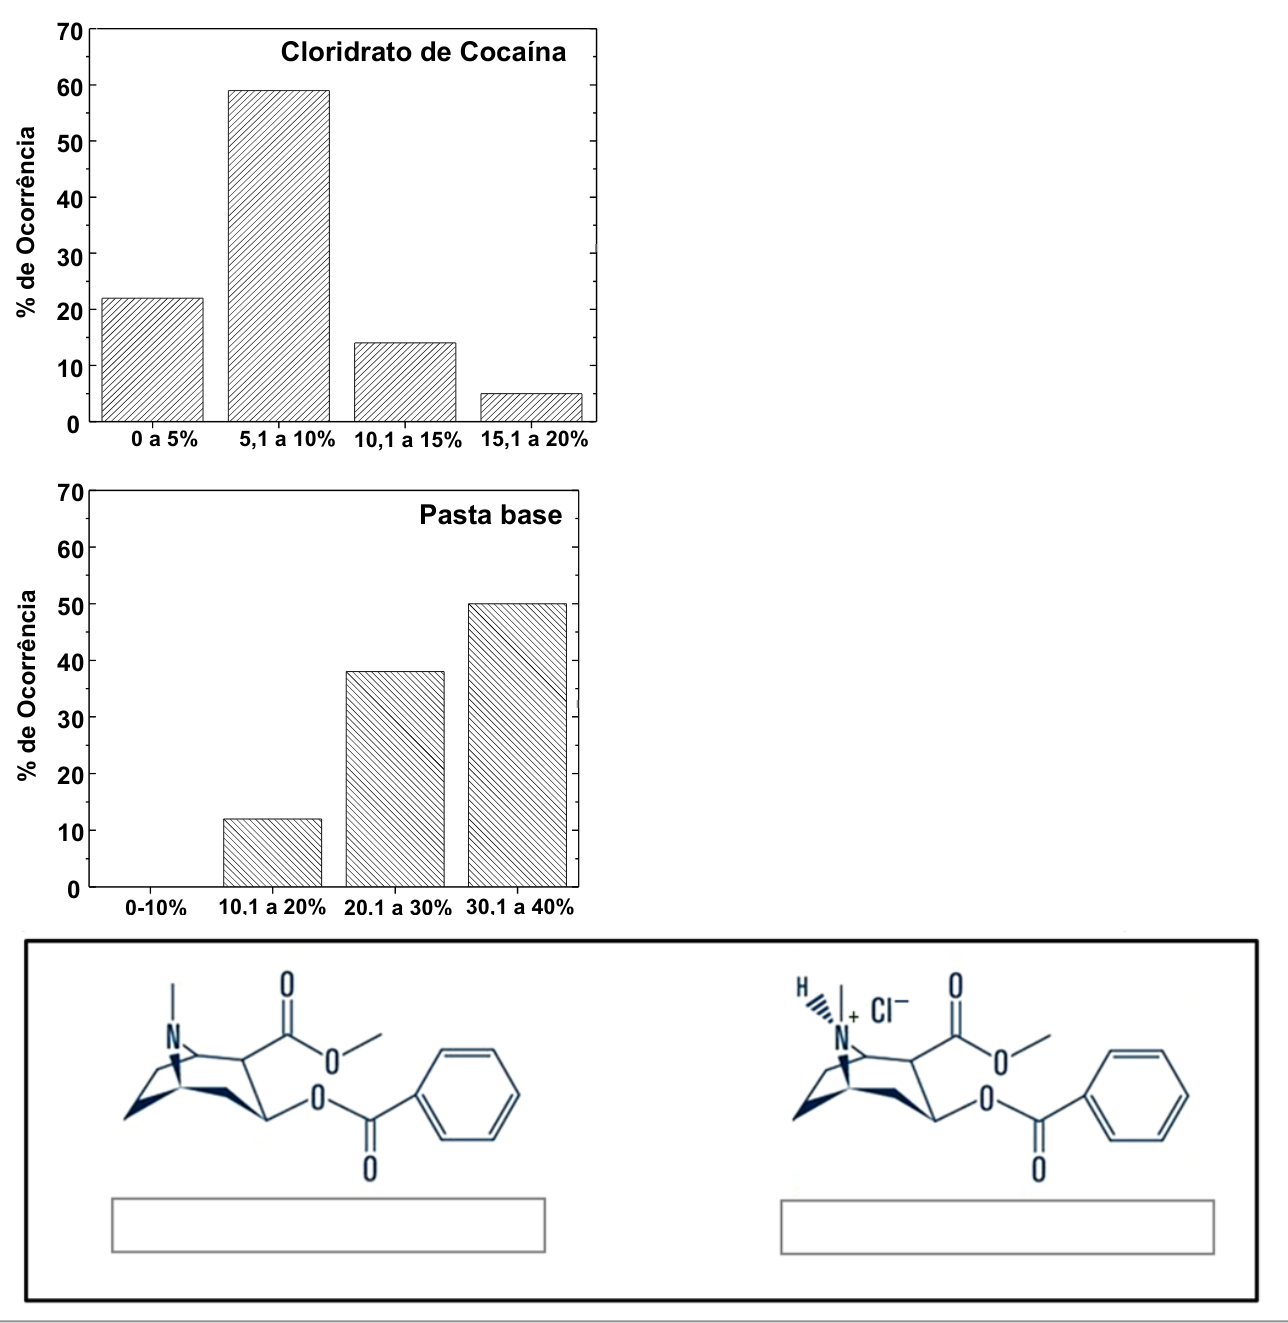 Cloridrato de Cocaína
% de Ocorrência
70
60
50
40
30
20
10
0
0 a 5% 5,1 a 10% 10,1 a 15% 15,1 a 20%
Pasta base
% de Ocorrência
70
60
50
40
30
20
10
0
0-10% 10,1 a 20% 20.1 a 30% 30,1 a 40%
N
O
O
O
O
H
N
+ Cl−
O
O
O
O